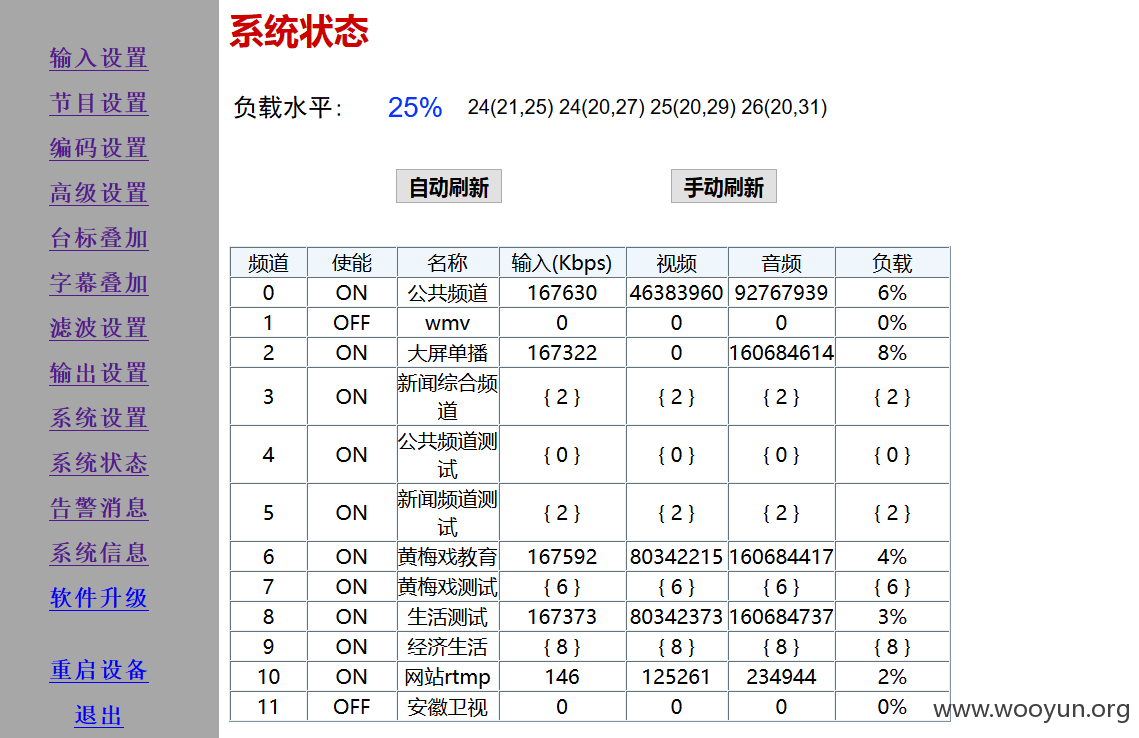 输入设置
节目设置
编码设置
高级设置
台标叠加
字幕叠加
滤波设置
输出设置
系统设置
系统状态
告警消息
系统信息
软件升级
重启设备
退出
系统状态
负载水平： 25% 24(21,25) 24(20,27) 25(20,29) 26(20,31)
自动刷新 手动刷新
频道 使能 名称 输入(Kbps) 视频 音频 负载
0 ON 公共频道 167630 46383960 92767939 6%
1 OFF wmv 0 0 0 0%
2 ON 大屏单播 167322 0 160684614 8%
3 ON 新闻综合频 { 2 } { 2 } { 2 } { 2 }
道
4 ON 公共频道测 { 0 } { 0 } { 0 } { 0 }
试
5 ON 新闻频道测 { 2 } { 2 } { 2 } { 2 }
试
6 ON 黄梅戏教育 167592 80342215 160684417 4%
7 ON 黄梅戏测试 { 6 } { 6 } { 6 } { 6 }
8 ON 生活测试 167373 80342373 160684737 3%
9 ON 经济生活 { 8 } { 8 } { 8 } { 8 }
10 ON 网站rtmp 146 125261 234944 2%
11 OFF 安徽卫视 0 0 0 0%
www.wooyun.org